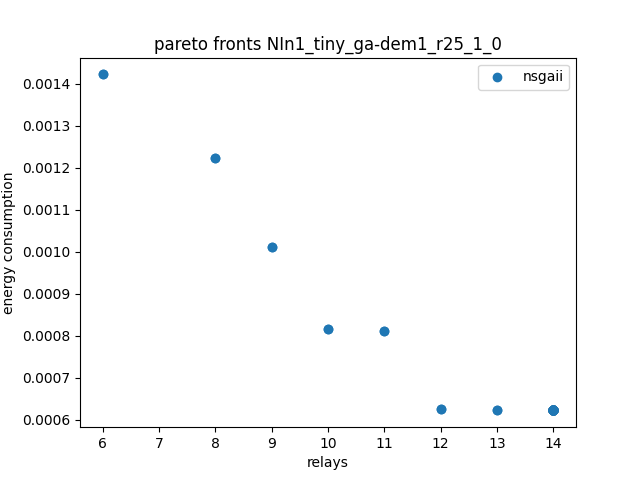 pareto fronts NIn1_tiny_ga-dem1_r25_1_0
nsgaii
0.0014
0.0013
0.0012
0.0011
0.0010
0.0009
0.0008
0.0007
0.0006
energy consumption
6 7 8 9 10 11 12 13 14
relays